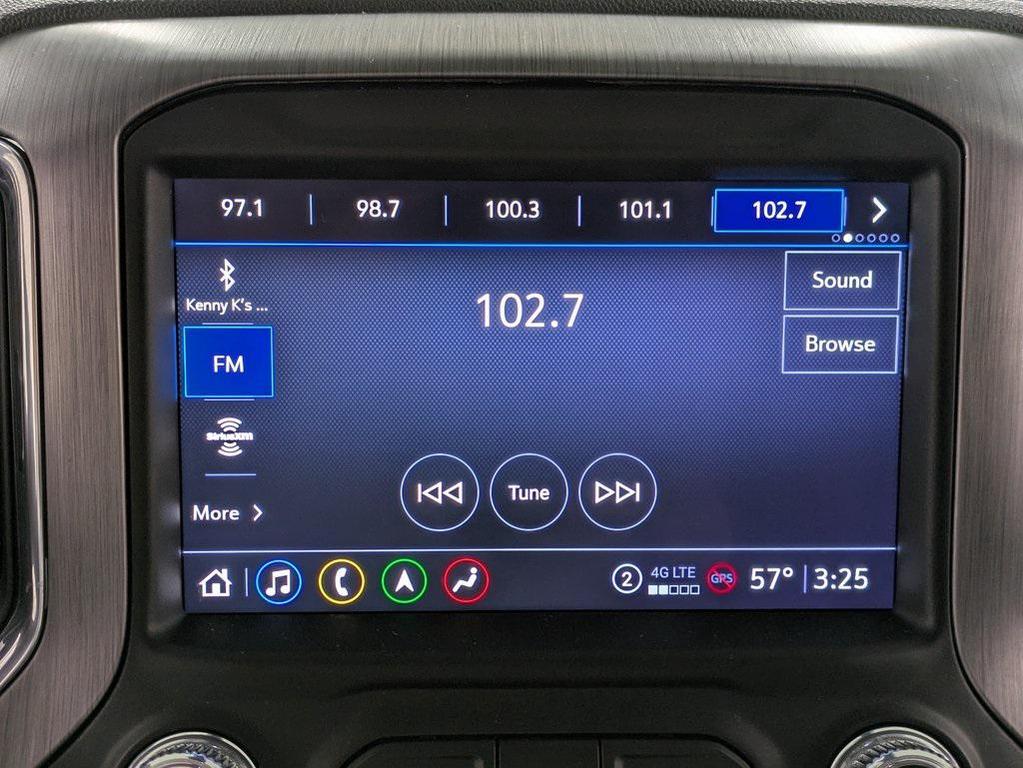 97.1 98.7 100.3 101.1 102.7
Kenny K's ...
102.7
Sound
Browse
FM
SiriusXM
More
Tune
2 4G LTE GPS 57° 3:25